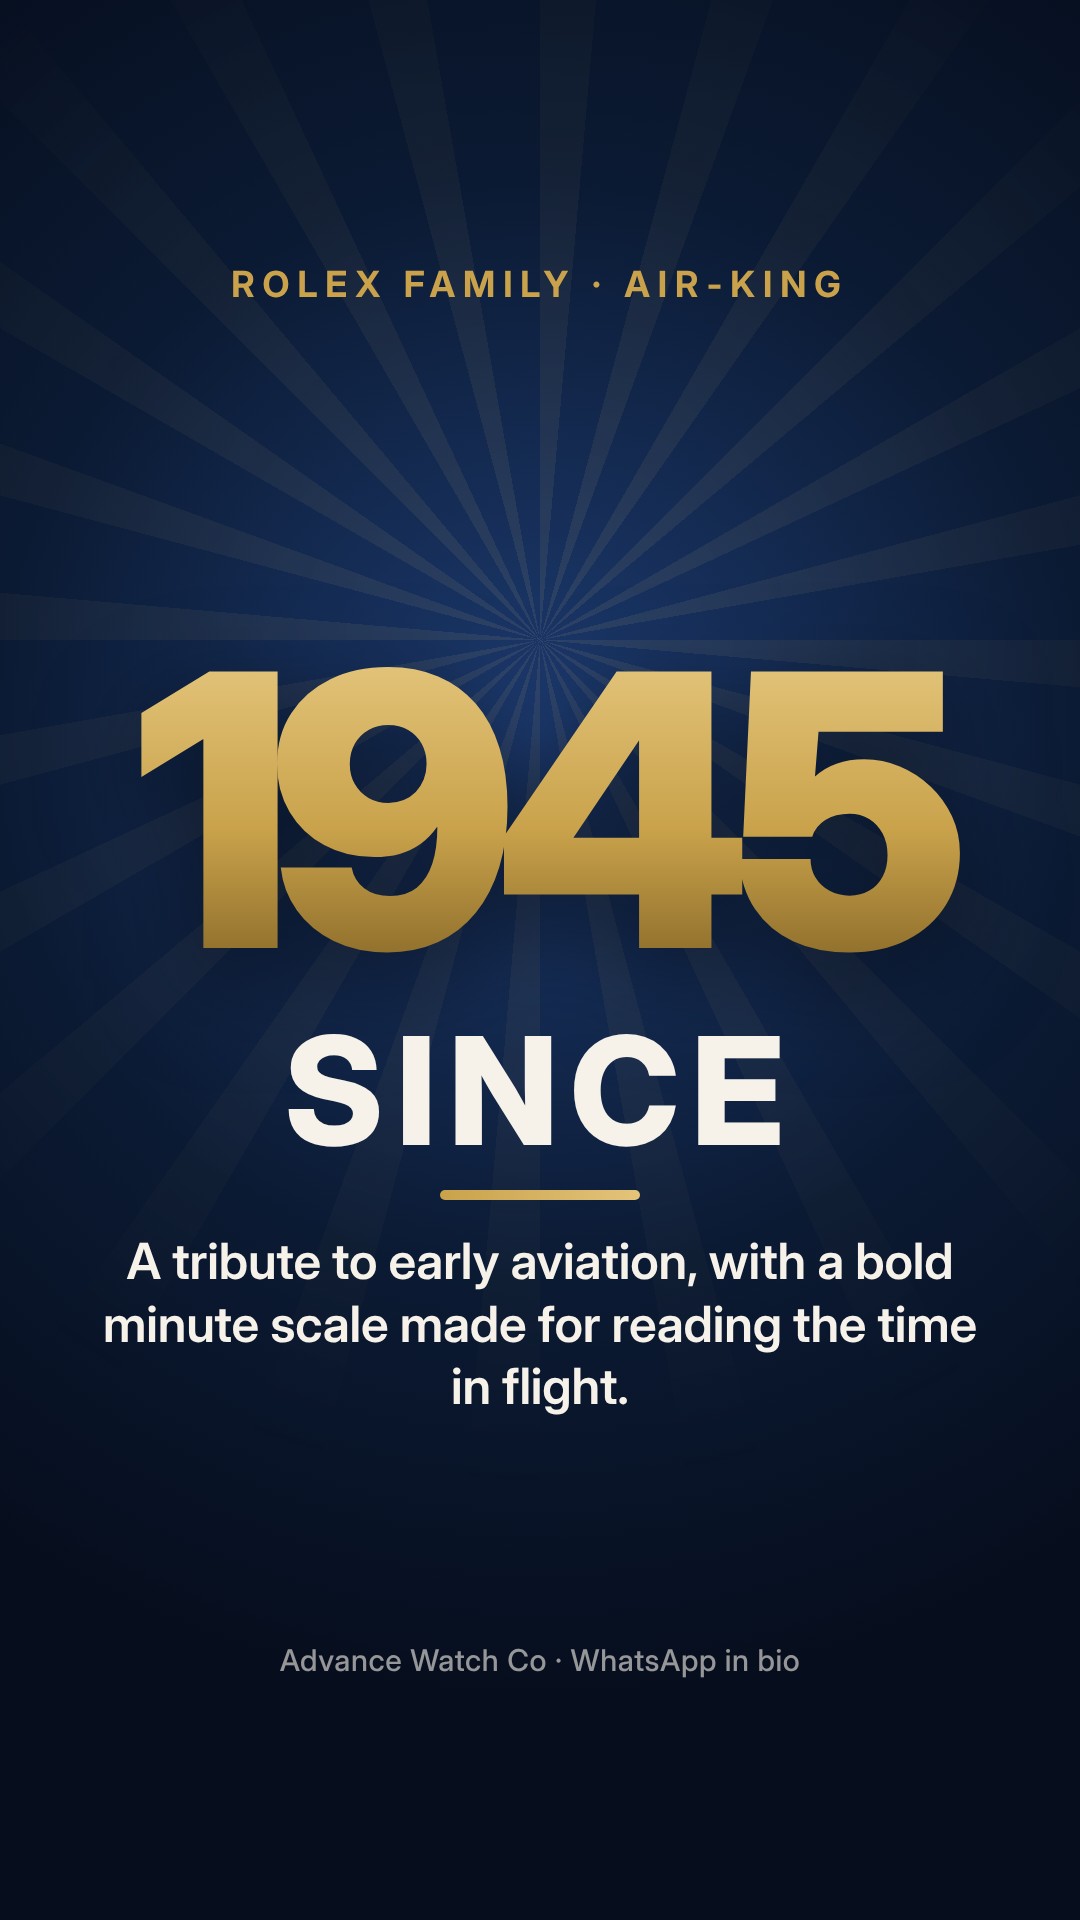 ROLEX FAMILY · AIR-KING
1945
SINCE
A tribute to early aviation, with a bold
minute scale made for reading the time
in flight.
Advance Watch Co · WhatsApp in bio